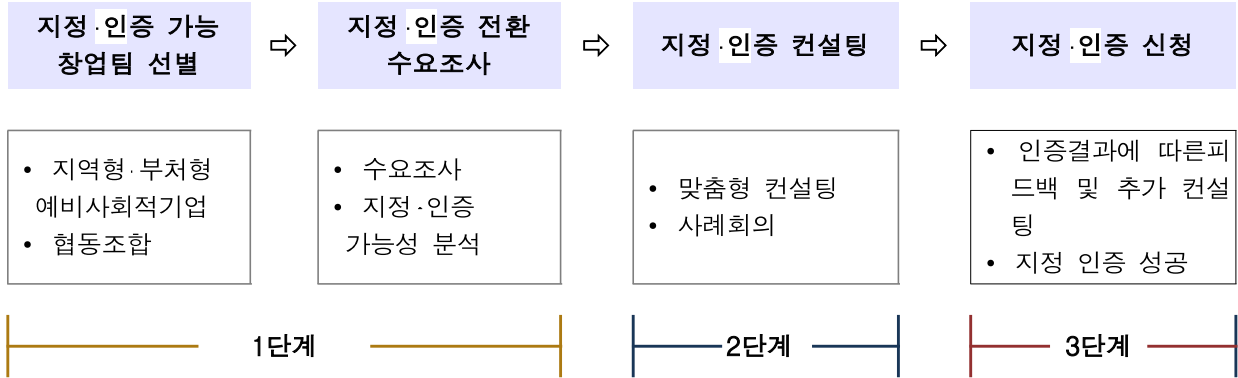 지정·인증 가능
창업팀 선별
⇨
지정·인증 전환
수요조사
⇨
지정·인증 컨설팅
⇨
지정·인증 신청
• 지역형·부처형
예비사회적기업
• 협동조합
• 수요조사
• 지정·인증
가능성 분석
• 맞춤형 컨설팅
• 사례회의
• 인증결과에 따른피
드백 및 추가 컨설
팅
• 지정 인증 성공
1단계
2단계
3단계